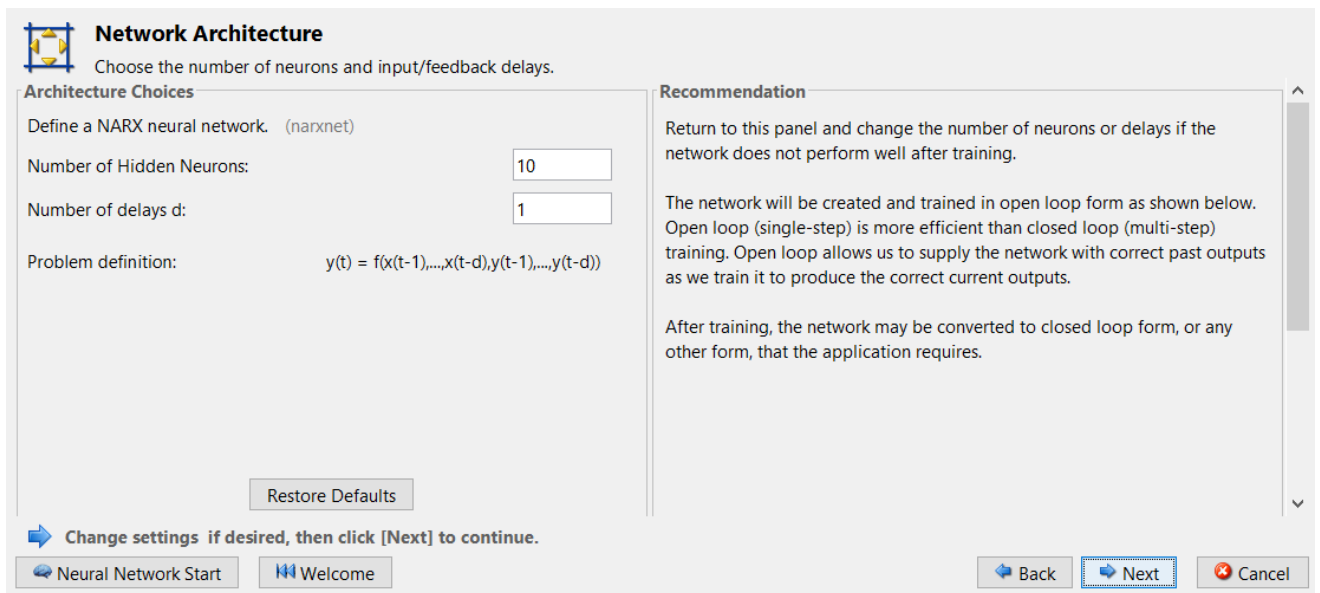 Network Architecture
Choose the number of neurons and input/feedback delays.
Architecture Choices
Define a NARX neural network. (narxnet)
Number of Hidden Neurons: 10
Number of delays d: 1
Problem definition: y(t) = f(x(t-1),...,x(t-d),y(t-1),...,y(t-d))
Restore Defaults
Recommendation
Return to this panel and change the number of neurons or delays if the
network does not perform well after training.
The network will be created and trained in open loop form as shown below.
Open loop (single-step) is more efficient than closed loop (multi-step)
training. Open loop allows us to supply the network with correct past outputs
as we train it to produce the correct current outputs.
After training, the network may be converted to closed loop form, or any
other form, that the application requires.
Change settings if desired, then click [Next] to continue.
Neural Network Start Welcome Back Next Cancel